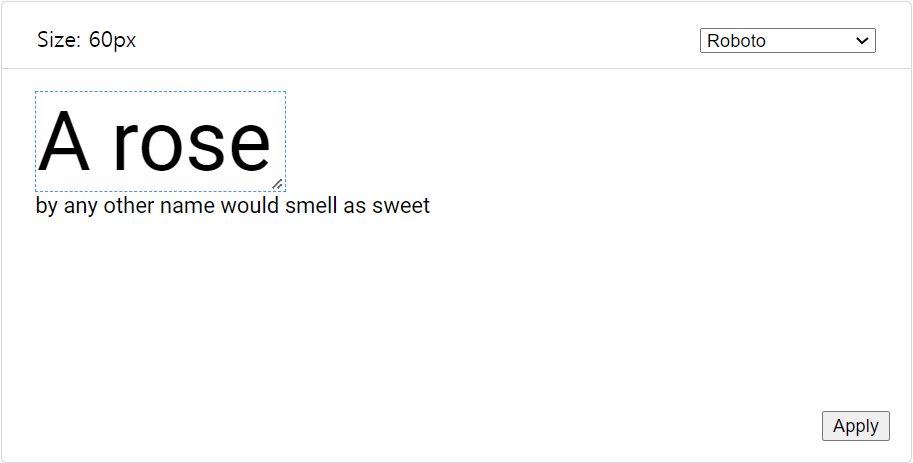 Size: 60px
Roboto
A rose
by any other name would smell as sweet
Apply